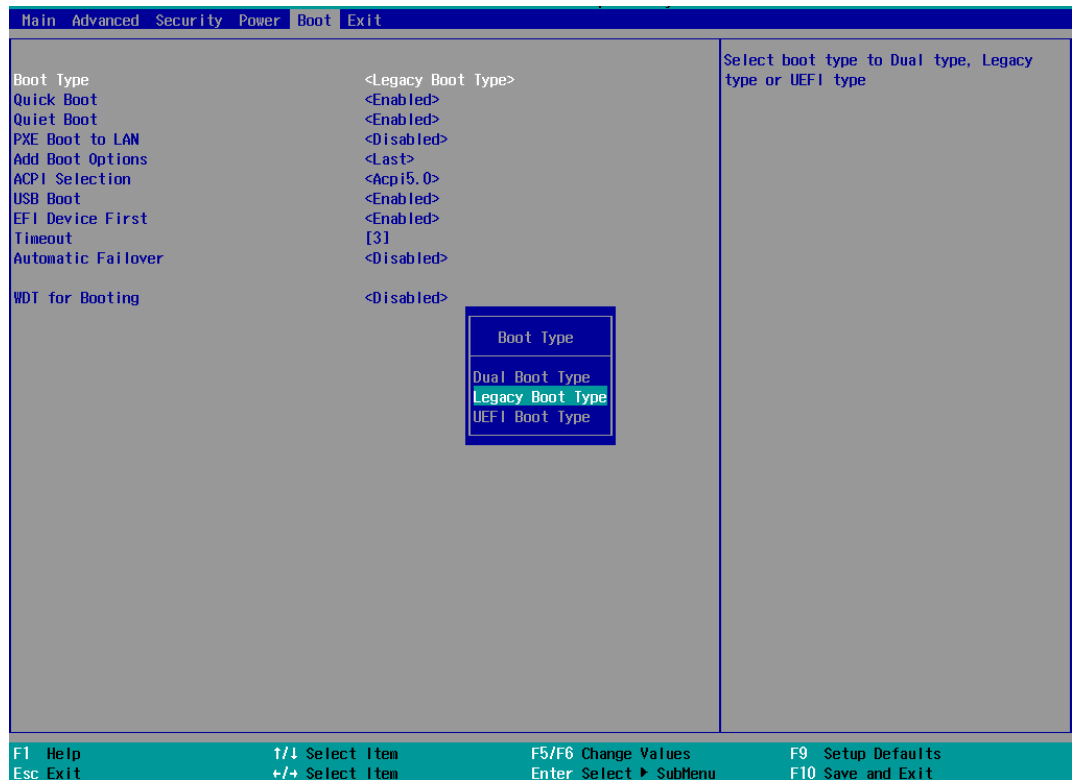 Main Advanced Security Power Boot Exit
Select boot type to Dual type, Legacy
type or UEFI type
Boot Type <Legacy Boot Type>
Quick Boot <Enabled>
Quiet Boot <Enabled>
PXE Boot to LAN <Disabled>
Add Boot Options <Last>
ACPI Selection <Acpi5.0>
USB Boot <Enabled>
EFI Device First <Enabled>
Timeout [3]
Automatic Failover <Disabled>
WDT for Booting <Disabled>
Boot Type
Dual Boot Type
Legacy Boot Type
UEFI Boot Type
F1 Help ↑/↓ Select Item F5/F6 Change Values F9 Setup Defaults
Esc Exit ←/→ Select Item Enter Select ▶ SubMenu F10 Save and Exit